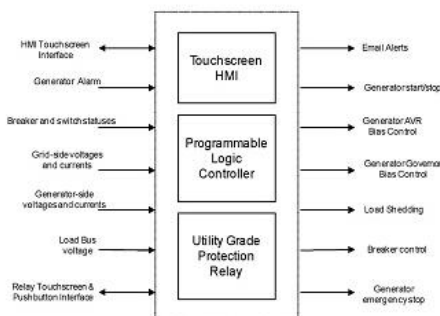 HMI Touchscreen
Interface
Generator Alarm
Breaker and switch statuses
Grid-side voltages
and currents
Generator-side
voltages and currents
Load Bus
voltage
Relay Touchscreen &
Pushbutton Interface
Touchscreen
HMI
Programmable
Logic
Controller
Utility Grade
Protection
Relay
Email Alerts
Generator start/stop
Generator AVR
Bias Control
Generator Governor
Bias Control
Load Shedding
Breaker control
Generator
emergency stop